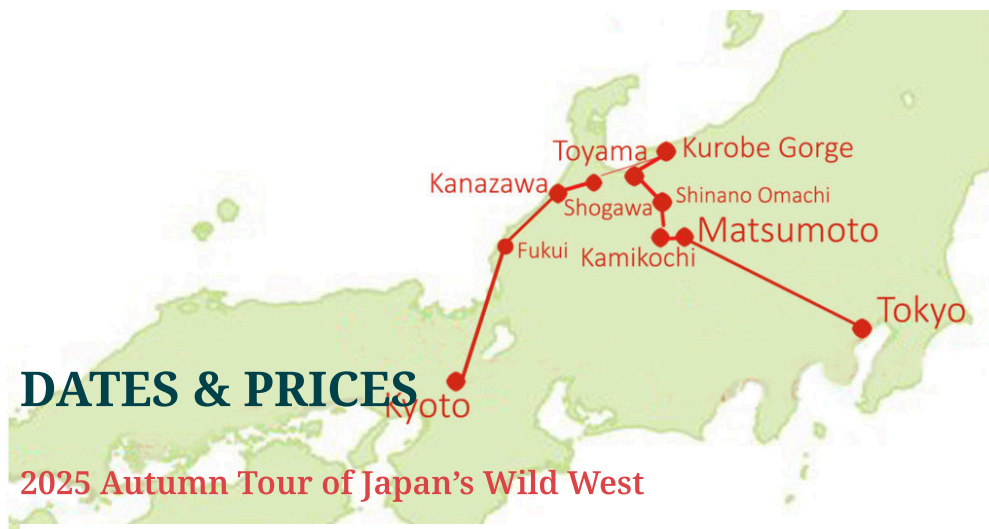 Toyama
Kurobe Gorge
Kanazawa
Shogawa
Shinano Omachi
Matsumoto
Fukui
Kamikochi
Tokyo
DATES & PRICES
Kyoto
2025 Autumn Tour of Japan’s Wild West